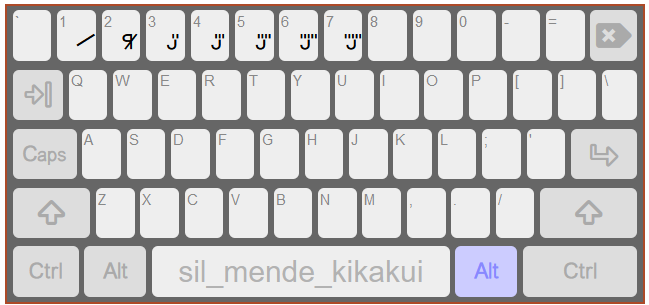 ` 1 𞣐 2 𞣑 3 𞣒 4 𞣓 5 𞣔 6 𞣕 7 𞣖 8 9 0 - =
Q W E R T Y U I O P [ ] \
Caps A S D F G H J K L ; '
Z X C V B N M , . /
Ctrl Alt sil_mende_kikakui Alt Ctrl